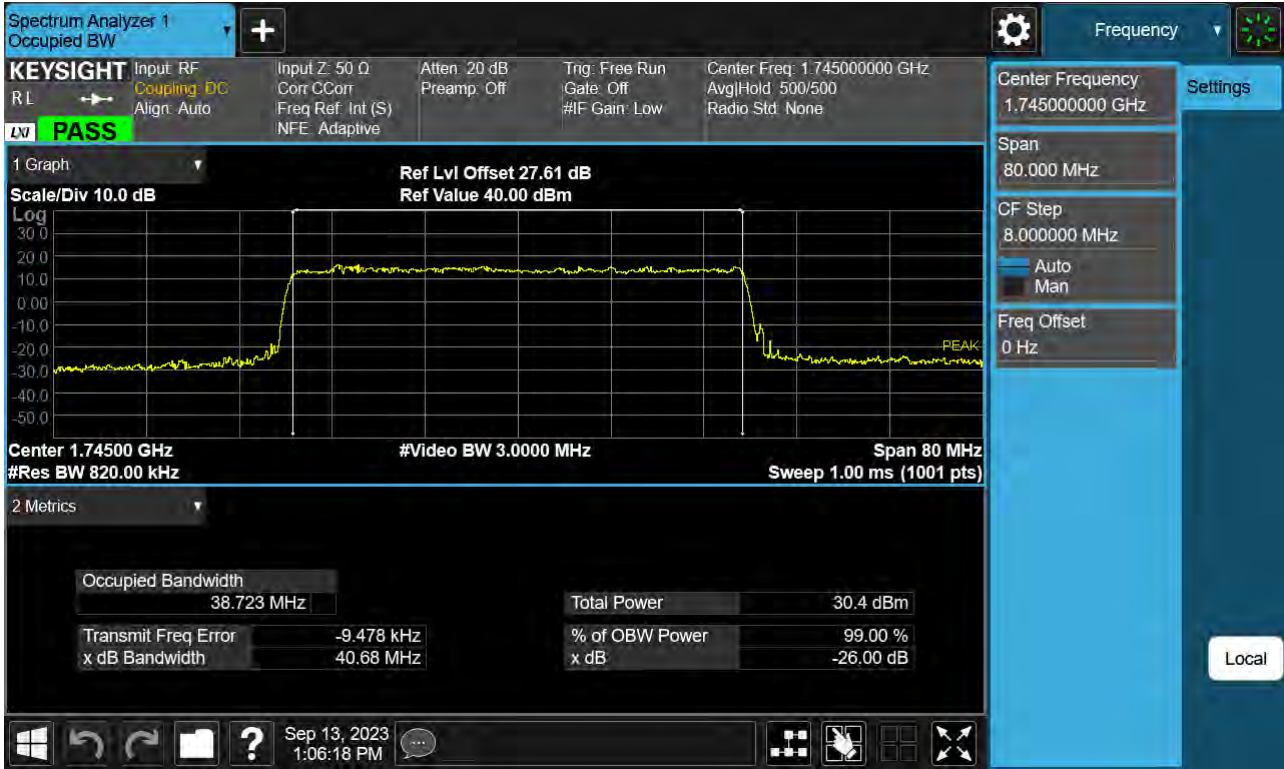 Spectrum Analyzer 1
Occupied BW
+
Frequency
KEYSIGHT
RL
LXI
PASS
Input: RF
Coupling: DC
Align: Auto
Input Z: 50 Ω
Corr CCorr
Freq Ref: Int (S)
NFE: Adaptive
Atten: 20 dB
Preamp: Off
Trig: Free Run
Gate: Off
#IF Gain: Low
Center Freq: 1.745000000 GHz
Avg|Hold: 500/500
Radio Std: None
Center Frequency
1.745000000 GHz
Settings
Span
80.000 MHz
CF Step
8.000000 MHz
Auto
Man
Freq Offset
0 Hz
1 Graph
Scale/Div 10.0 dB
Ref Lvl Offset 27.61 dB
Ref Value 40.00 dBm
Log
30.0
20.0
10.0
0.00
-10.0
-20.0
-30.0
-40.0
-50.0
PEAK
Center 1.74500 GHz
#Video BW 3.0000 MHz
Span 80 MHz
#Res BW 820.00 kHz
Sweep 1.00 ms (1001 pts)
2 Metrics
Occupied Bandwidth
38.723 MHz
Total Power 30.4 dBm
Transmit Freq Error -9.478 kHz
% of OBW Power 99.00 %
x dB Bandwidth 40.68 MHz
x dB -26.00 dB
Local
?
Sep 13, 2023
1:06:18 PM